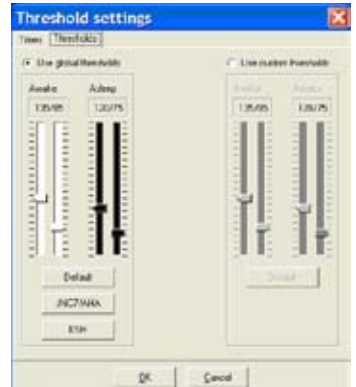 Threshold settings
Times Thresholds
Use global thresholds Use custom thresholds
Awake Asleep Awake
135/85 120/75 135/85 120/75
Default Default
JNC7/AHA
ESH
OK Cancel